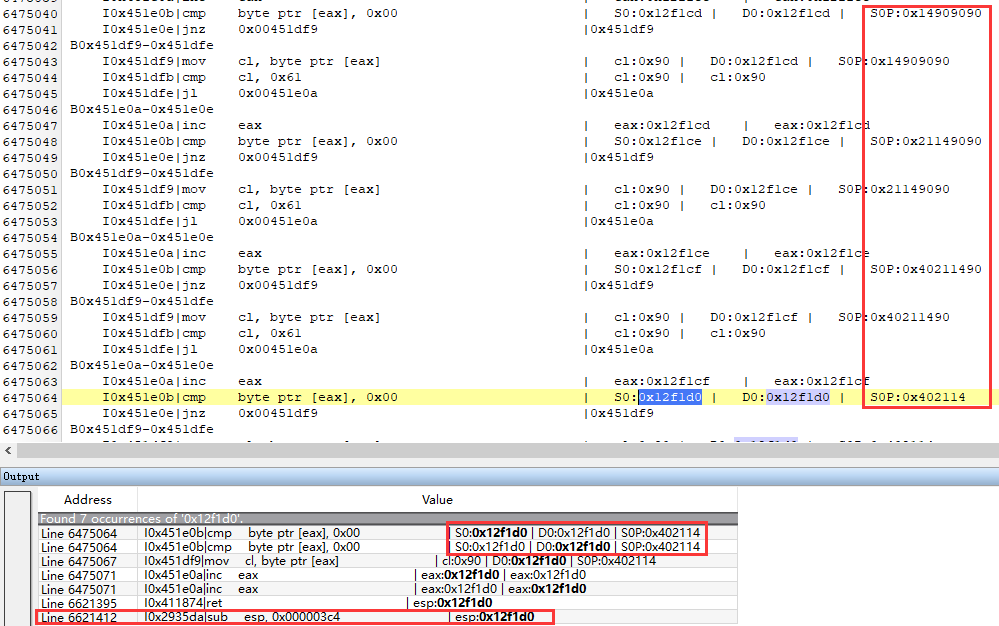 6475040 I0x451e0b|cmp byte ptr [eax], 0x00 | S0:0x12f1cd | D0:0x12f1cd | S0P:0x14909090
6475041 I0x451e0e|jnz 0x00451df9 |0x451df9
6475042 B0x451df9-0x451dfe
6475043 I0x451df9|mov cl, byte ptr [eax] | cl:0x90 | D0:0x12f1cd | S0P:0x14909090
6475044 I0x451dfb|cmp cl, 0x61 | cl:0x90 | cl:0x90
6475045 I0x451dfe|jl 0x00451e0a |0x451e0a
6475046 B0x451e0a-0x451e0e
6475047 I0x451e0a|inc eax | eax:0x12f1cd | eax:0x12f1cd
6475048 I0x451e0b|cmp byte ptr [eax], 0x00 | S0:0x12f1ce | D0:0x12f1ce | S0P:0x21149090
6475049 I0x451e0e|jnz 0x00451df9 |0x451df9
6475050 B0x451df9-0x451dfe
6475051 I0x451df9|mov cl, byte ptr [eax] | cl:0x90 | D0:0x12f1ce | S0P:0x21149090
6475052 I0x451dfb|cmp cl, 0x61 | cl:0x90 | cl:0x90
6475053 I0x451dfe|jl 0x00451e0a |0x451e0a
6475054 B0x451e0a-0x451e0e
6475055 I0x451e0a|inc eax | eax:0x12f1ce | eax:0x12f1ce
6475056 I0x451e0b|cmp byte ptr [eax], 0x00 | S0:0x12f1cf | D0:0x12f1cf | S0P:0x40211490
6475057 I0x451e0e|jnz 0x00451df9 |0x451df9
6475058 B0x451df9-0x451dfe
6475059 I0x451df9|mov cl, byte ptr [eax] | cl:0x90 | D0:0x12f1cf | S0P:0x40211490
6475060 I0x451dfb|cmp cl, 0x61 | cl:0x90 | cl:0x90
6475061 I0x451dfe|jl 0x00451e0a |0x451e0a
6475062 B0x451e0a-0x451e0e
6475063 I0x451e0a|inc eax | eax:0x12f1cf | eax:0x12f1cf
6475064 I0x451e0b|cmp byte ptr [eax], 0x00 | S0:0x12f1d0 | D0:0x12f1d0 | S0P:0x402114
6475065 I0x451e0e|jnz 0x00451df9 |0x451df9
6475066 B0x451df9-0x451dfe
Output
Address Value
Found 7 occurrences of '0x12f1d0'.
Line 6475064 I0x451e0b|cmp byte ptr [eax], 0x00 | S0:0x12f1d0 | D0:0x12f1d0 | S0P:0x402114
Line 6475064 I0x451e0b|cmp byte ptr [eax], 0x00 | S0:0x12f1d0 | D0:0x12f1d0 | S0P:0x402114
Line 6475067 I0x451df9|mov cl, byte ptr [eax] | cl:0x90 | D0:0x12f1d0 | S0P:0x402114
Line 6475071 I0x451e0a|inc eax | eax:0x12f1d0 | eax:0x12f1d0
Line 6475071 I0x451e0a|inc eax | eax:0x12f1d0 | eax:0x12f1d0
Line 6621395 I0x411874|ret | esp:0x12f1d0
Line 6621412 I0x2935da|sub esp, 0x000003c4 | esp:0x12f1d0